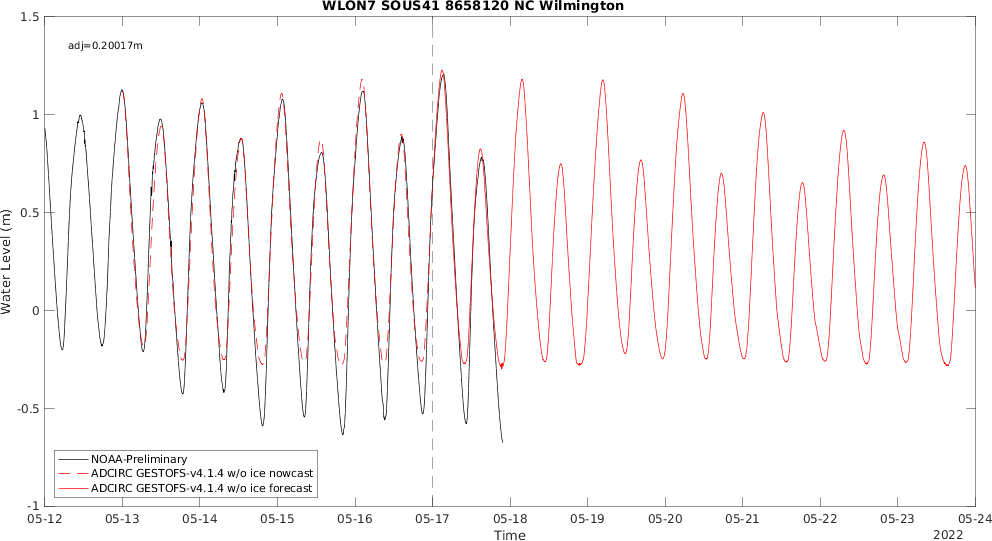 WLON7 SOUS41 8658120 NC Wilmington
adj=0.20017m
1.5
1
0.5
0
-0.5
-1
Water Level (m)
NOAA-Preliminary
ADCIRC GESTOFS-v4.1.4 w/o ice nowcast
ADCIRC GESTOFS-v4.1.4 w/o ice forecast
05-12 05-13 05-14 05-15 05-16 05-17 05-18 05-19 05-20 05-21 05-22 05-23 05-24
Time
2022